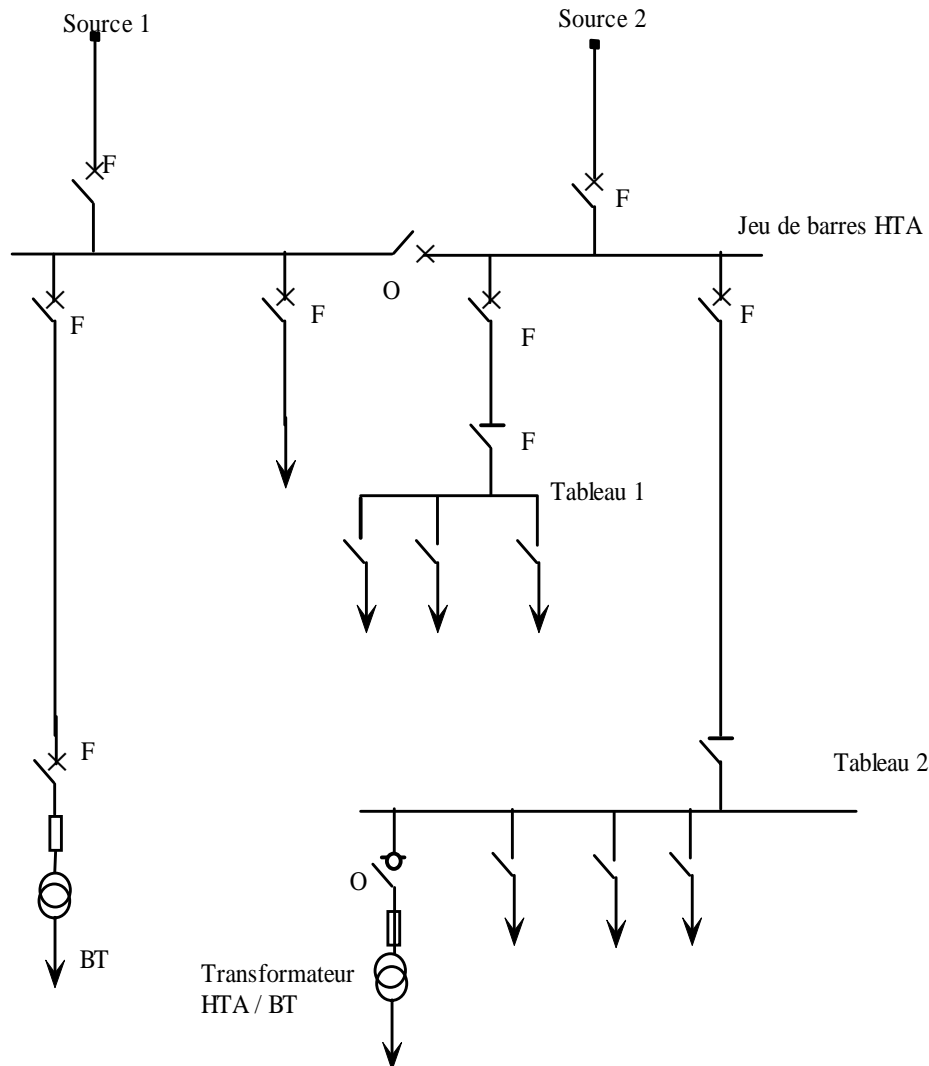 Source 1
Source 2
F
F
Jeu de barres HTA
O
F
F
F
F
F
Tableau 1
F
Tableau 2
O
BT
Transformateur
HTA / BT